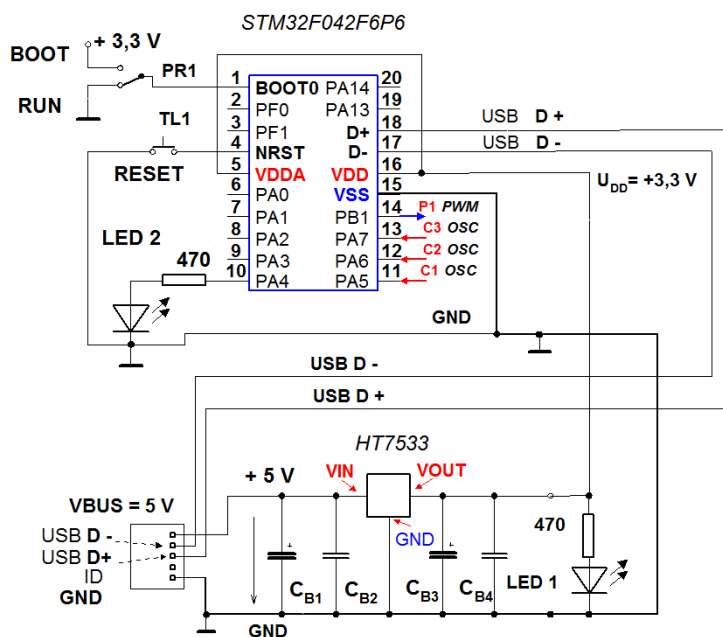 STM32F042F6P6
+ 3,3 V
BOOT
PR1
RUN
TL1
RESET
1 BOOT0 PA14 20
2 PF0 PA13 19
3 PF1 D+ 18
4 NRST D- 17
5 VDDA VDD 16
6 PA0 VSS 15
7 PA1 PB1 14
8 PA2 PA7 13
9 PA3 PA6 12
10 PA4 PA5 11
USB D +
USB D -
UDD= +3,3 V
P1 PWM
C3 OSC
C2 OSC
C1 OSC
LED 2
470
GND
USB D -
USB D +
HT7533
+ 5 V
VIN
VOUT
VBUS = 5 V
USB D -
USB D+
ID
GND
GND
470
LED 1
CB1
CB2
CB3
CB4
GND